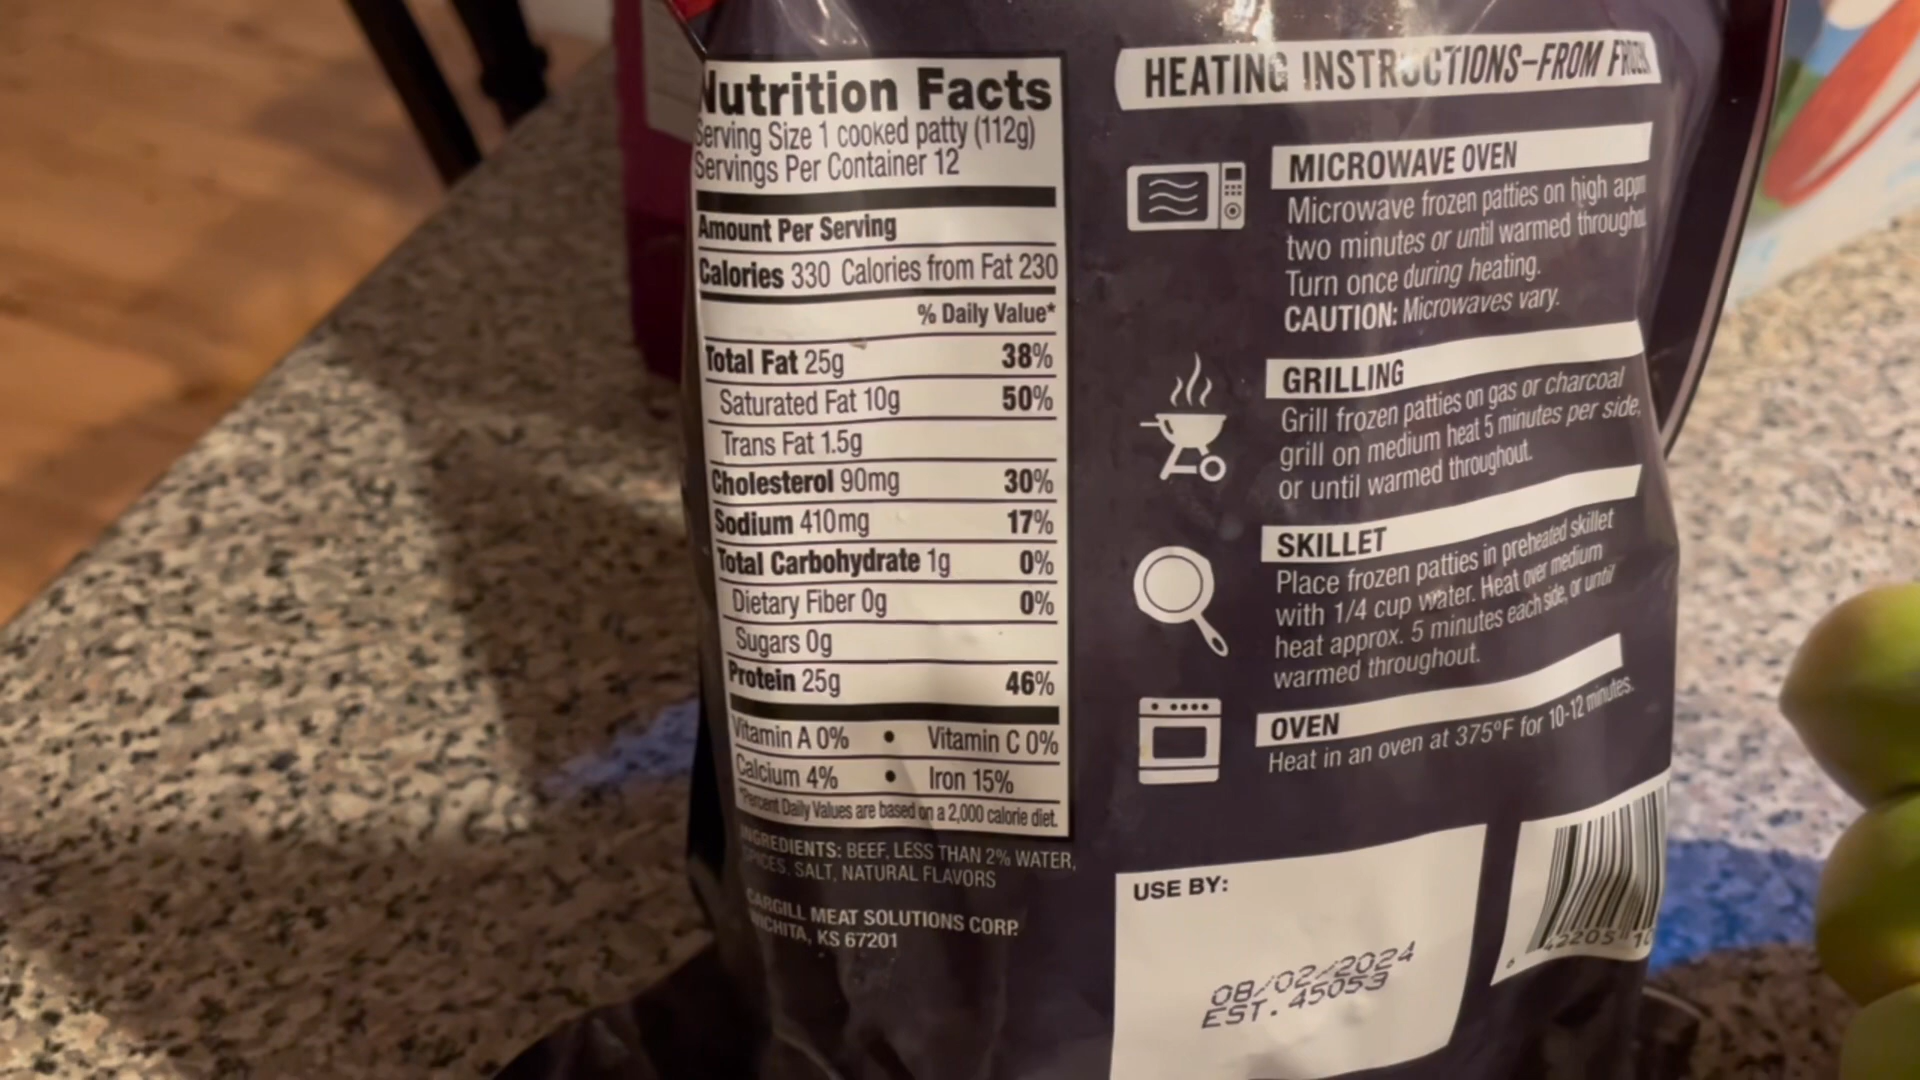 Nutrition Facts
Serving Size 1 cooked patty (112g)
Servings Per Container 12
Amount Per Serving
Calories 330 Calories from Fat 230
% Daily Value*
Total Fat 25g 38%
Saturated Fat 10g 50%
Trans Fat 1.5g
Cholesterol 90mg 30%
Sodium 410mg 17%
Total Carbohydrate 1g 0%
Dietary Fiber 0g 0%
Sugars 0g
Protein 25g 46%
Vitamin A 0% • Vitamin C 0%
Calcium 4% • Iron 15%
*Percent Daily Values are based on a 2,000 calorie diet.
INGREDIENTS: BEEF, LESS THAN 2% WATER,
SPICES, SALT, NATURAL FLAVORS
CARGILL MEAT SOLUTIONS CORP.
WICHITA, KS 67201
HEATING INSTRUCTIONS–FROM FROZEN
MICROWAVE OVEN
Microwave frozen patties on high
two minutes or until warmed throughout.
Turn once during heating.
CAUTION: Microwaves vary.
GRILLING
Grill frozen patties on gas or charcoal
grill on medium heat 5 minutes per side,
or until warmed throughout.
SKILLET
Place frozen patties in preheated skillet
with 1/4 cup water. Heat over medium
heat approx. 5 minutes each side, or until
warmed throughout.
OVEN
Heat in an oven at 375°F for 10-12 minutes.
USE BY:
08/02/2024
EST. 45053